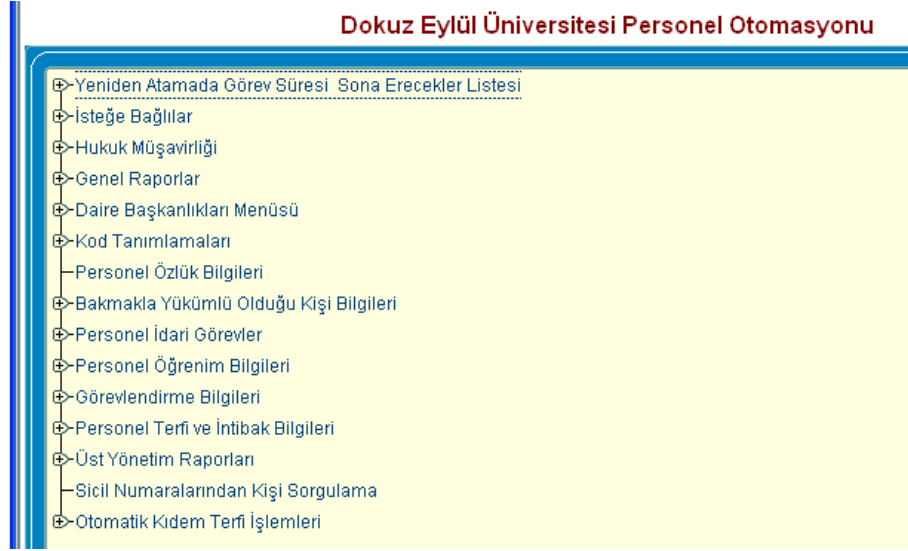 Dokuz Eylül Üniversitesi Personel Otomasyonu
Yeniden Atamada Görev Süresi Sona Erecekler Listesi
İsteğe Bağlılar
Hukuk Müşavirliği
Genel Raporlar
Daire Başkanlıkları Menüsü
Kod Tanımlamaları
Personel Özlük Bilgileri
Bakmakla Yükümlü Olduğu Kişi Bilgileri
Personel İdari Görevler
Personel Öğrenim Bilgileri
Görevlendirme Bilgileri
Personel Terfi ve İntibak Bilgileri
Üst Yönetim Raporları
Sicil Numaralarından Kişi Sorgulama
Otomatik Kıdem Terfi İşlemleri